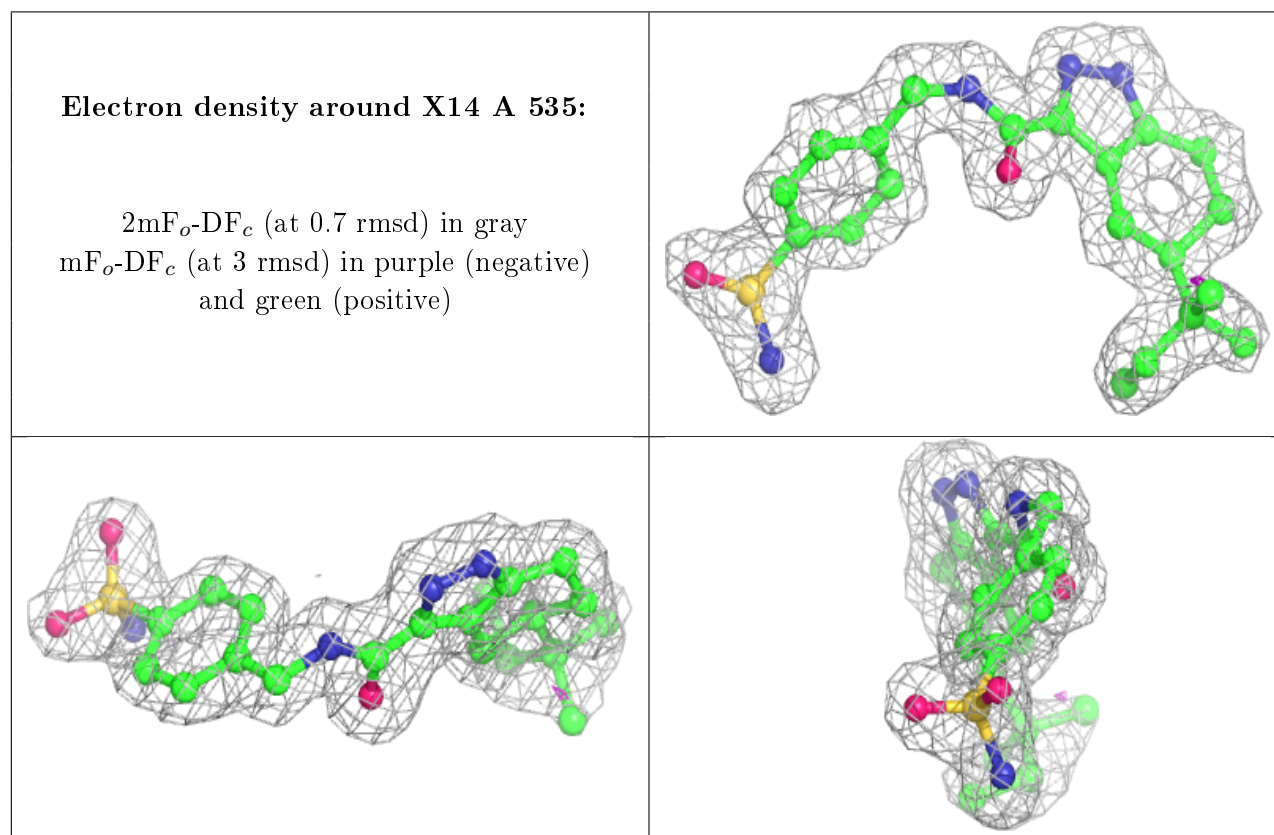 Electron density around X14 A 535:
2mFₒ-DF𝒸 (at 0.7 rmsd) in gray
mFₒ-DF𝒸 (at 3 rmsd) in purple (negative)
and green (positive)